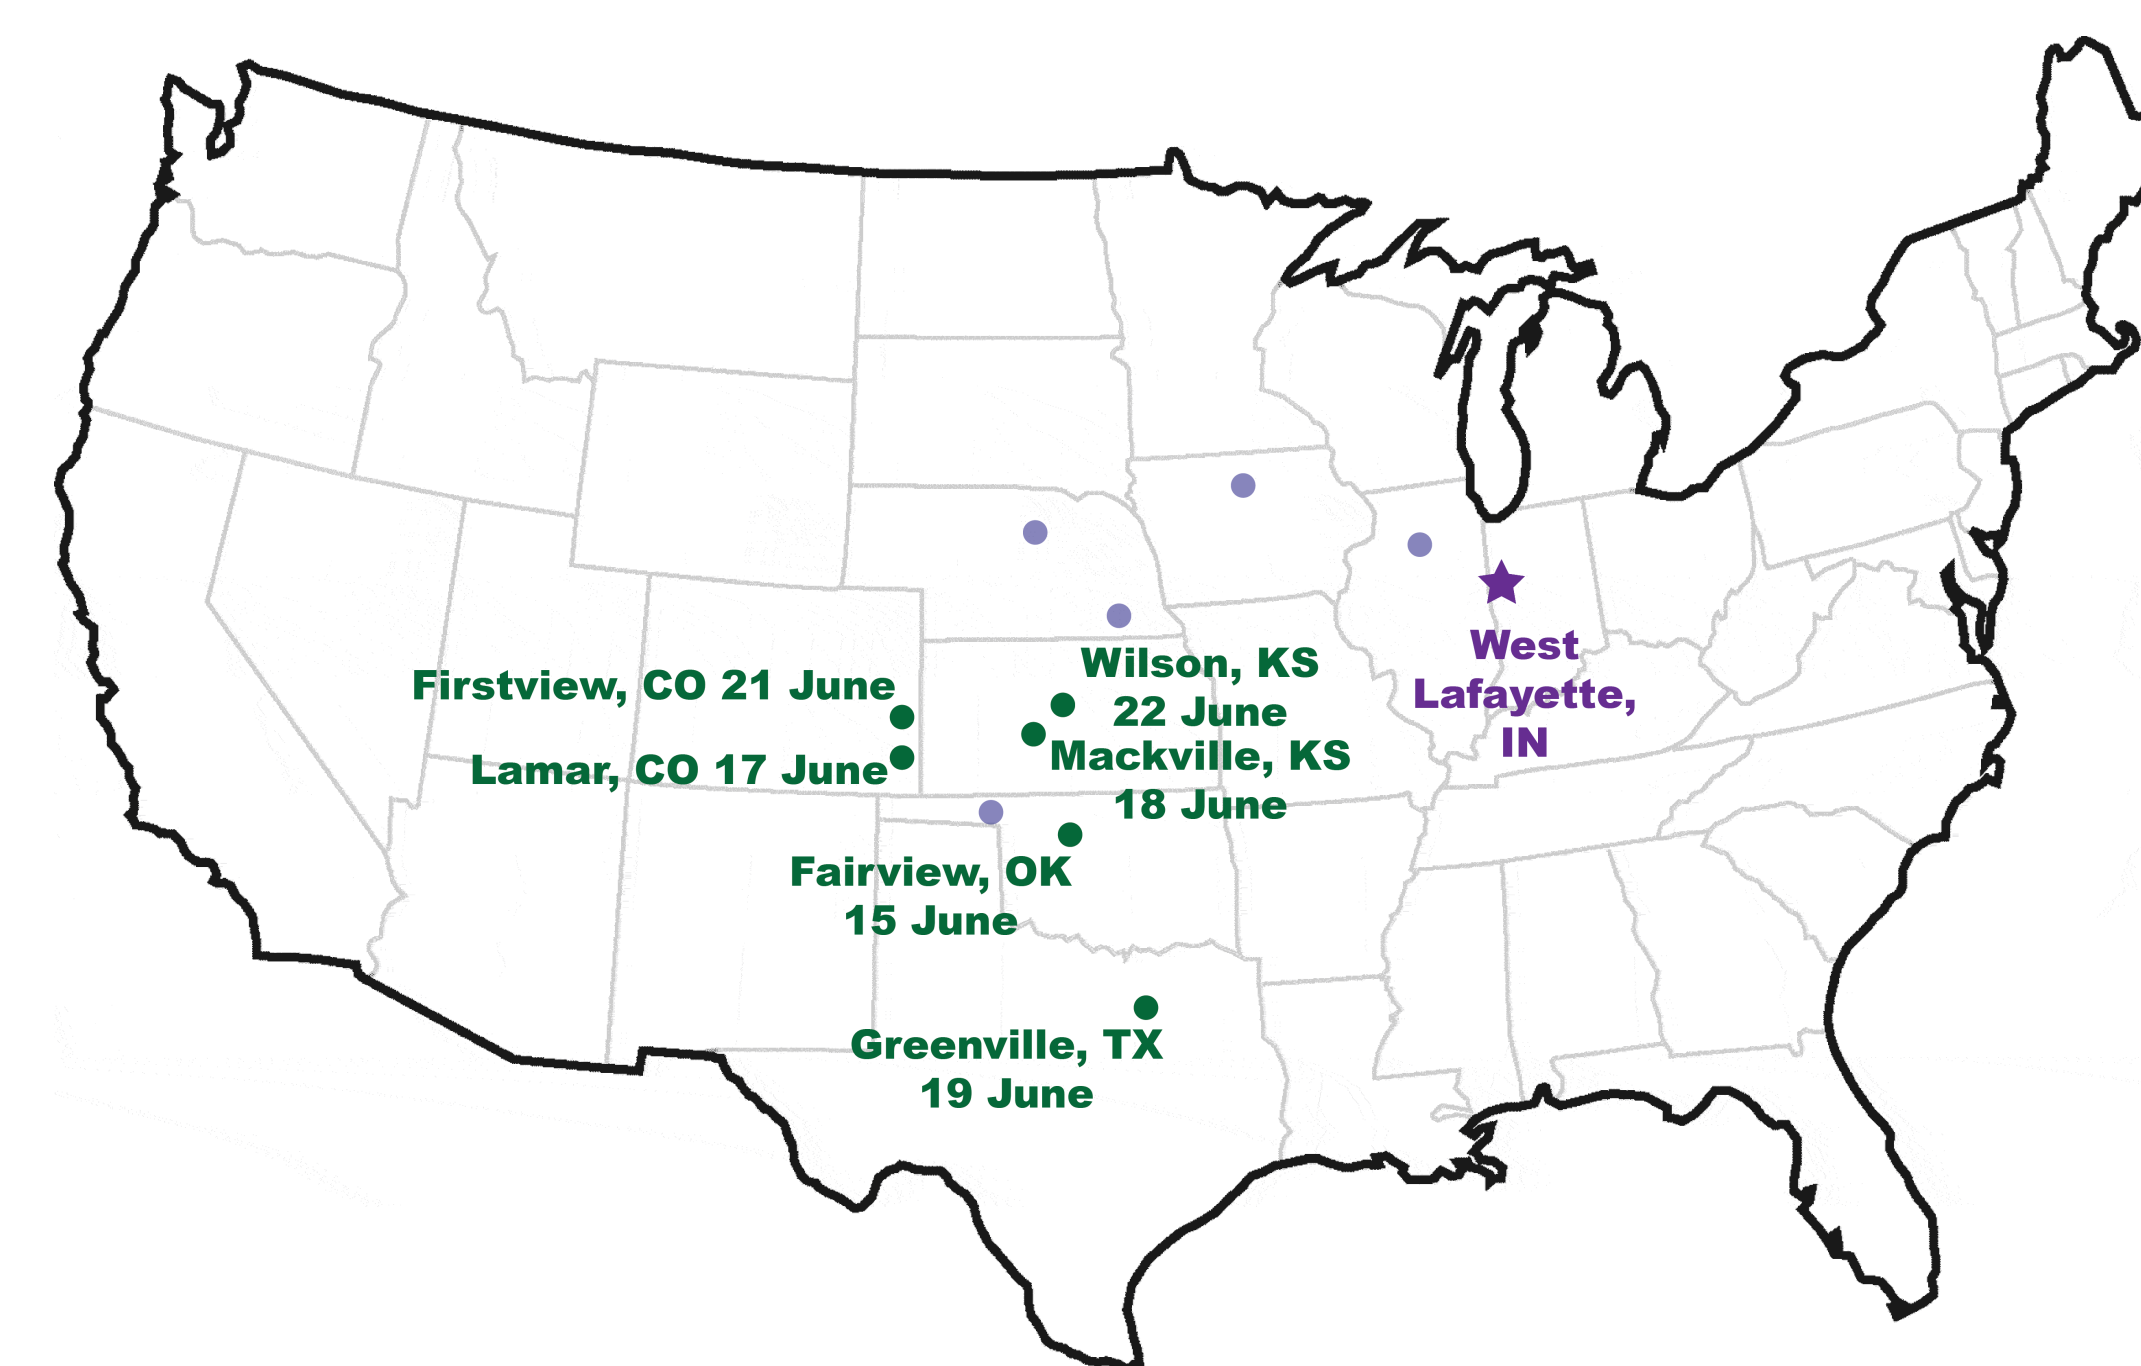 Firstview, CO 21 June
Lamar, CO 17 June
Wilson, KS
22 June
Mackville, KS
18 June
West
Lafayette,
IN
Fairview, OK
15 June
Greenville, TX
19 June